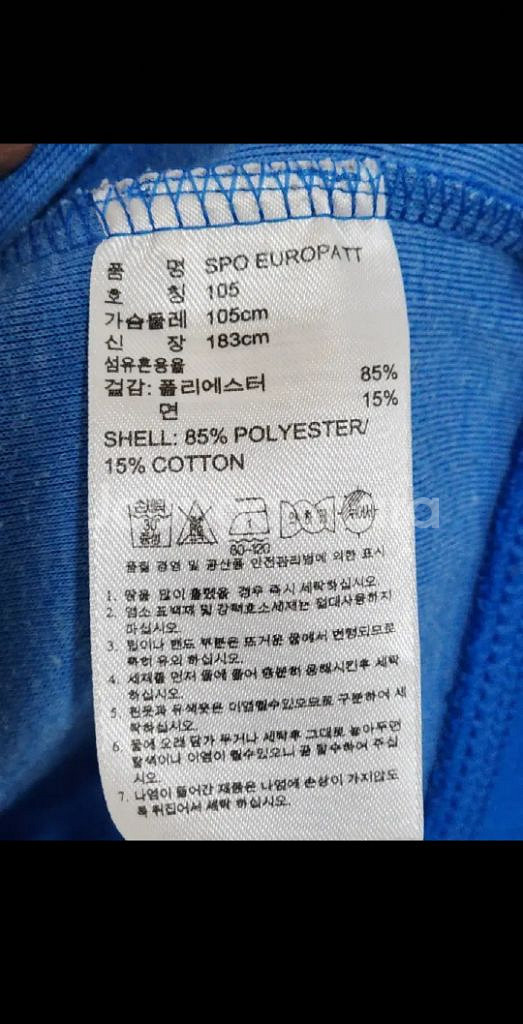 품 명 SPO EUROPATT
호 칭 105
가슴둘레 105cm
신 장 183cm
섬유혼용율
겉감: 폴리에스터 85%
면 15%
SHELL: 85% POLYESTER/
15% COTTON
손세탁
30
중성
1
60-120
품질 경영 및 공산품 안전관리법에 의한 표시
1. 땀을 많이 흘렸을 경우 즉시 세탁하십시오.
2. 염소 표백제 및 강력효소세제는 절대사용하지
마십시오.
3. 밑이나 밴드 부분은 뜨거운 물에서 변형되므로
특히 유의 하십시오.
4. 세제를 먼저 물에 풀어 충분히 용해시킨후 세탁
하십시오.
5. 흰옷과 유색옷은 이염될수있으므로 구분하여 세
탁하십시오.
6. 물에 오래 담가 두거나 세탁후 그대로 놓아두면
탈색이나 이염이 될수있으니 곧 탈수하여 주십
시오.
7. 나염이 들어간 제품은 나염에 손상이 가지않도
록 뒤집어서 세탁 하십시오.